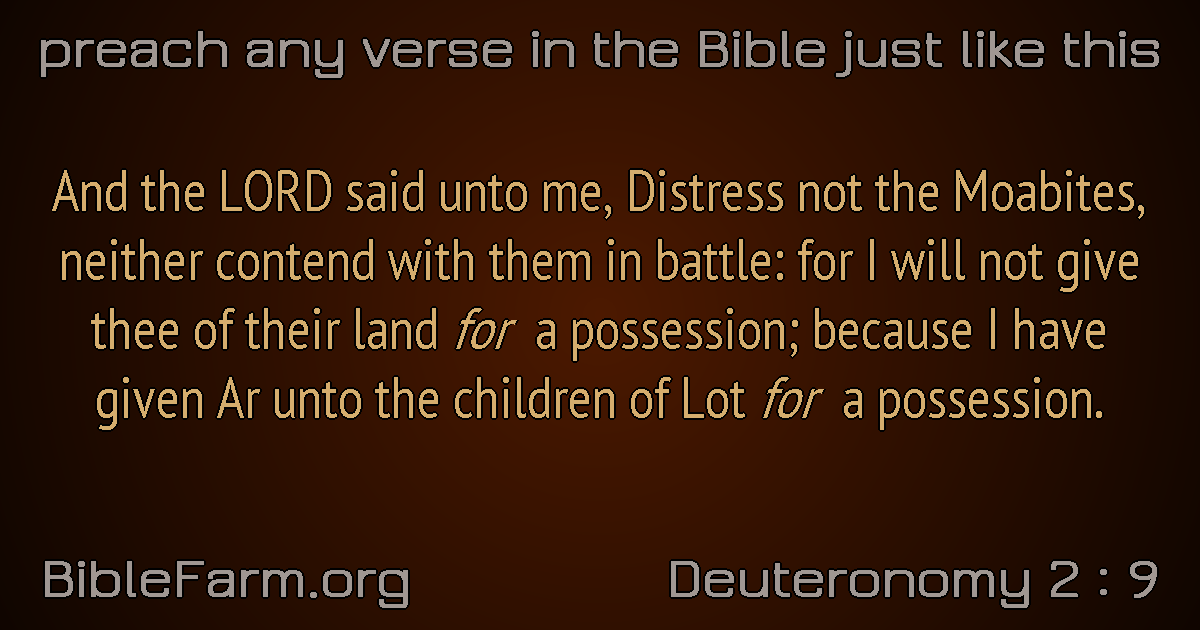 preach any verse in the Bible just like this
And the LORD said unto me, Distress not the Moabites,
neither contend with them in battle: for I will not give
thee of their land for a possession; because I have
given Ar unto the children of Lot for a possession.
BibleFarm.org
Deuteronomy 2 : 9